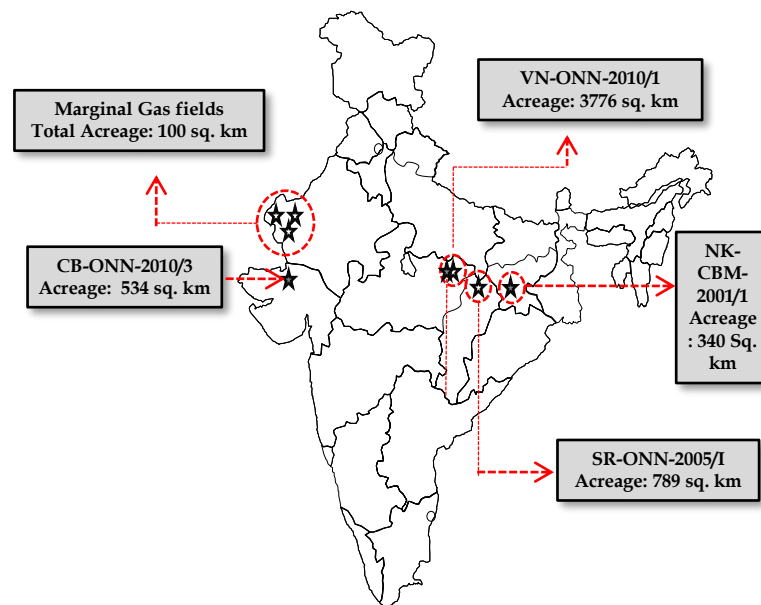 VN-ONN-2010/1
Acreage: 3776 sq. km
Marginal Gas fields
Total Acreage: 100 sq. km
CB-ONN-2010/3
Acreage: 534 sq. km
NK-
CBM-
2001/1
Acreage
: 340 Sq.
km
SR-ONN-2005/I
Acreage: 789 sq. km